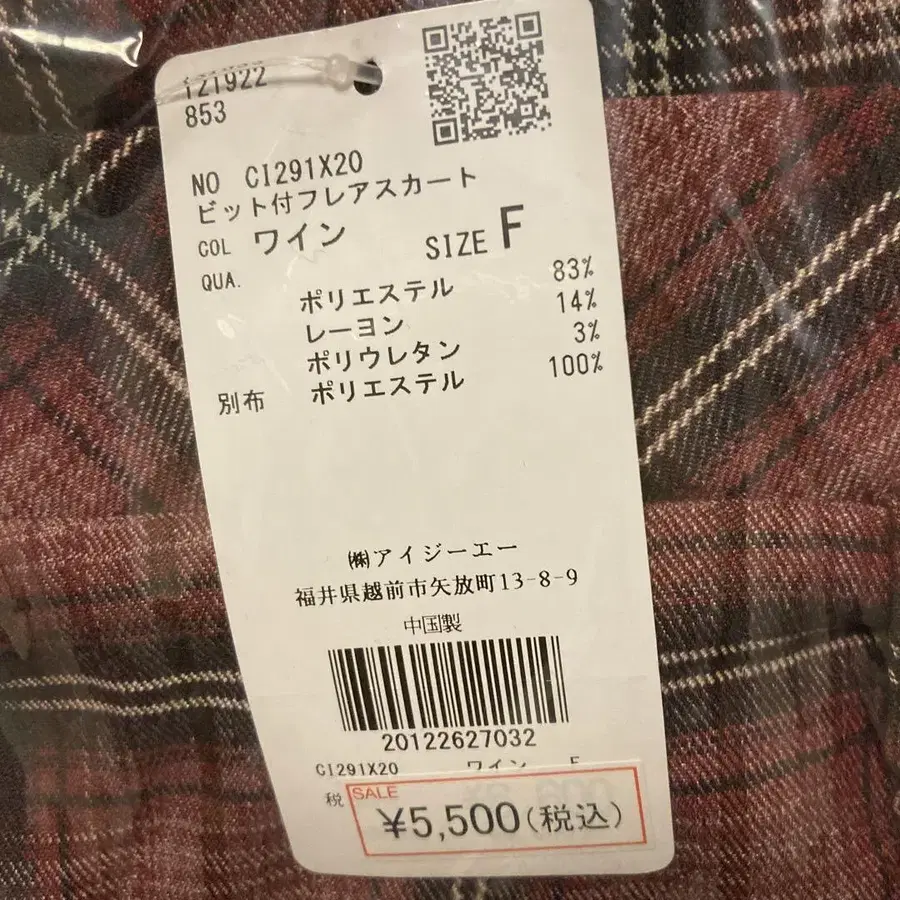 121922
853
NO CI291X20
ビット付フレアスカート
COL ワイン SIZE F
QUA.
ポリエステル 83%
レーヨン 14%
ポリウレタン 3%
別布 ポリエステル 100%
㈱アイジーエー
福井県越前市矢放町13-8-9
中国製
20122627032
CI291X20 ワイン F
税
SALE
¥5,500(税込)